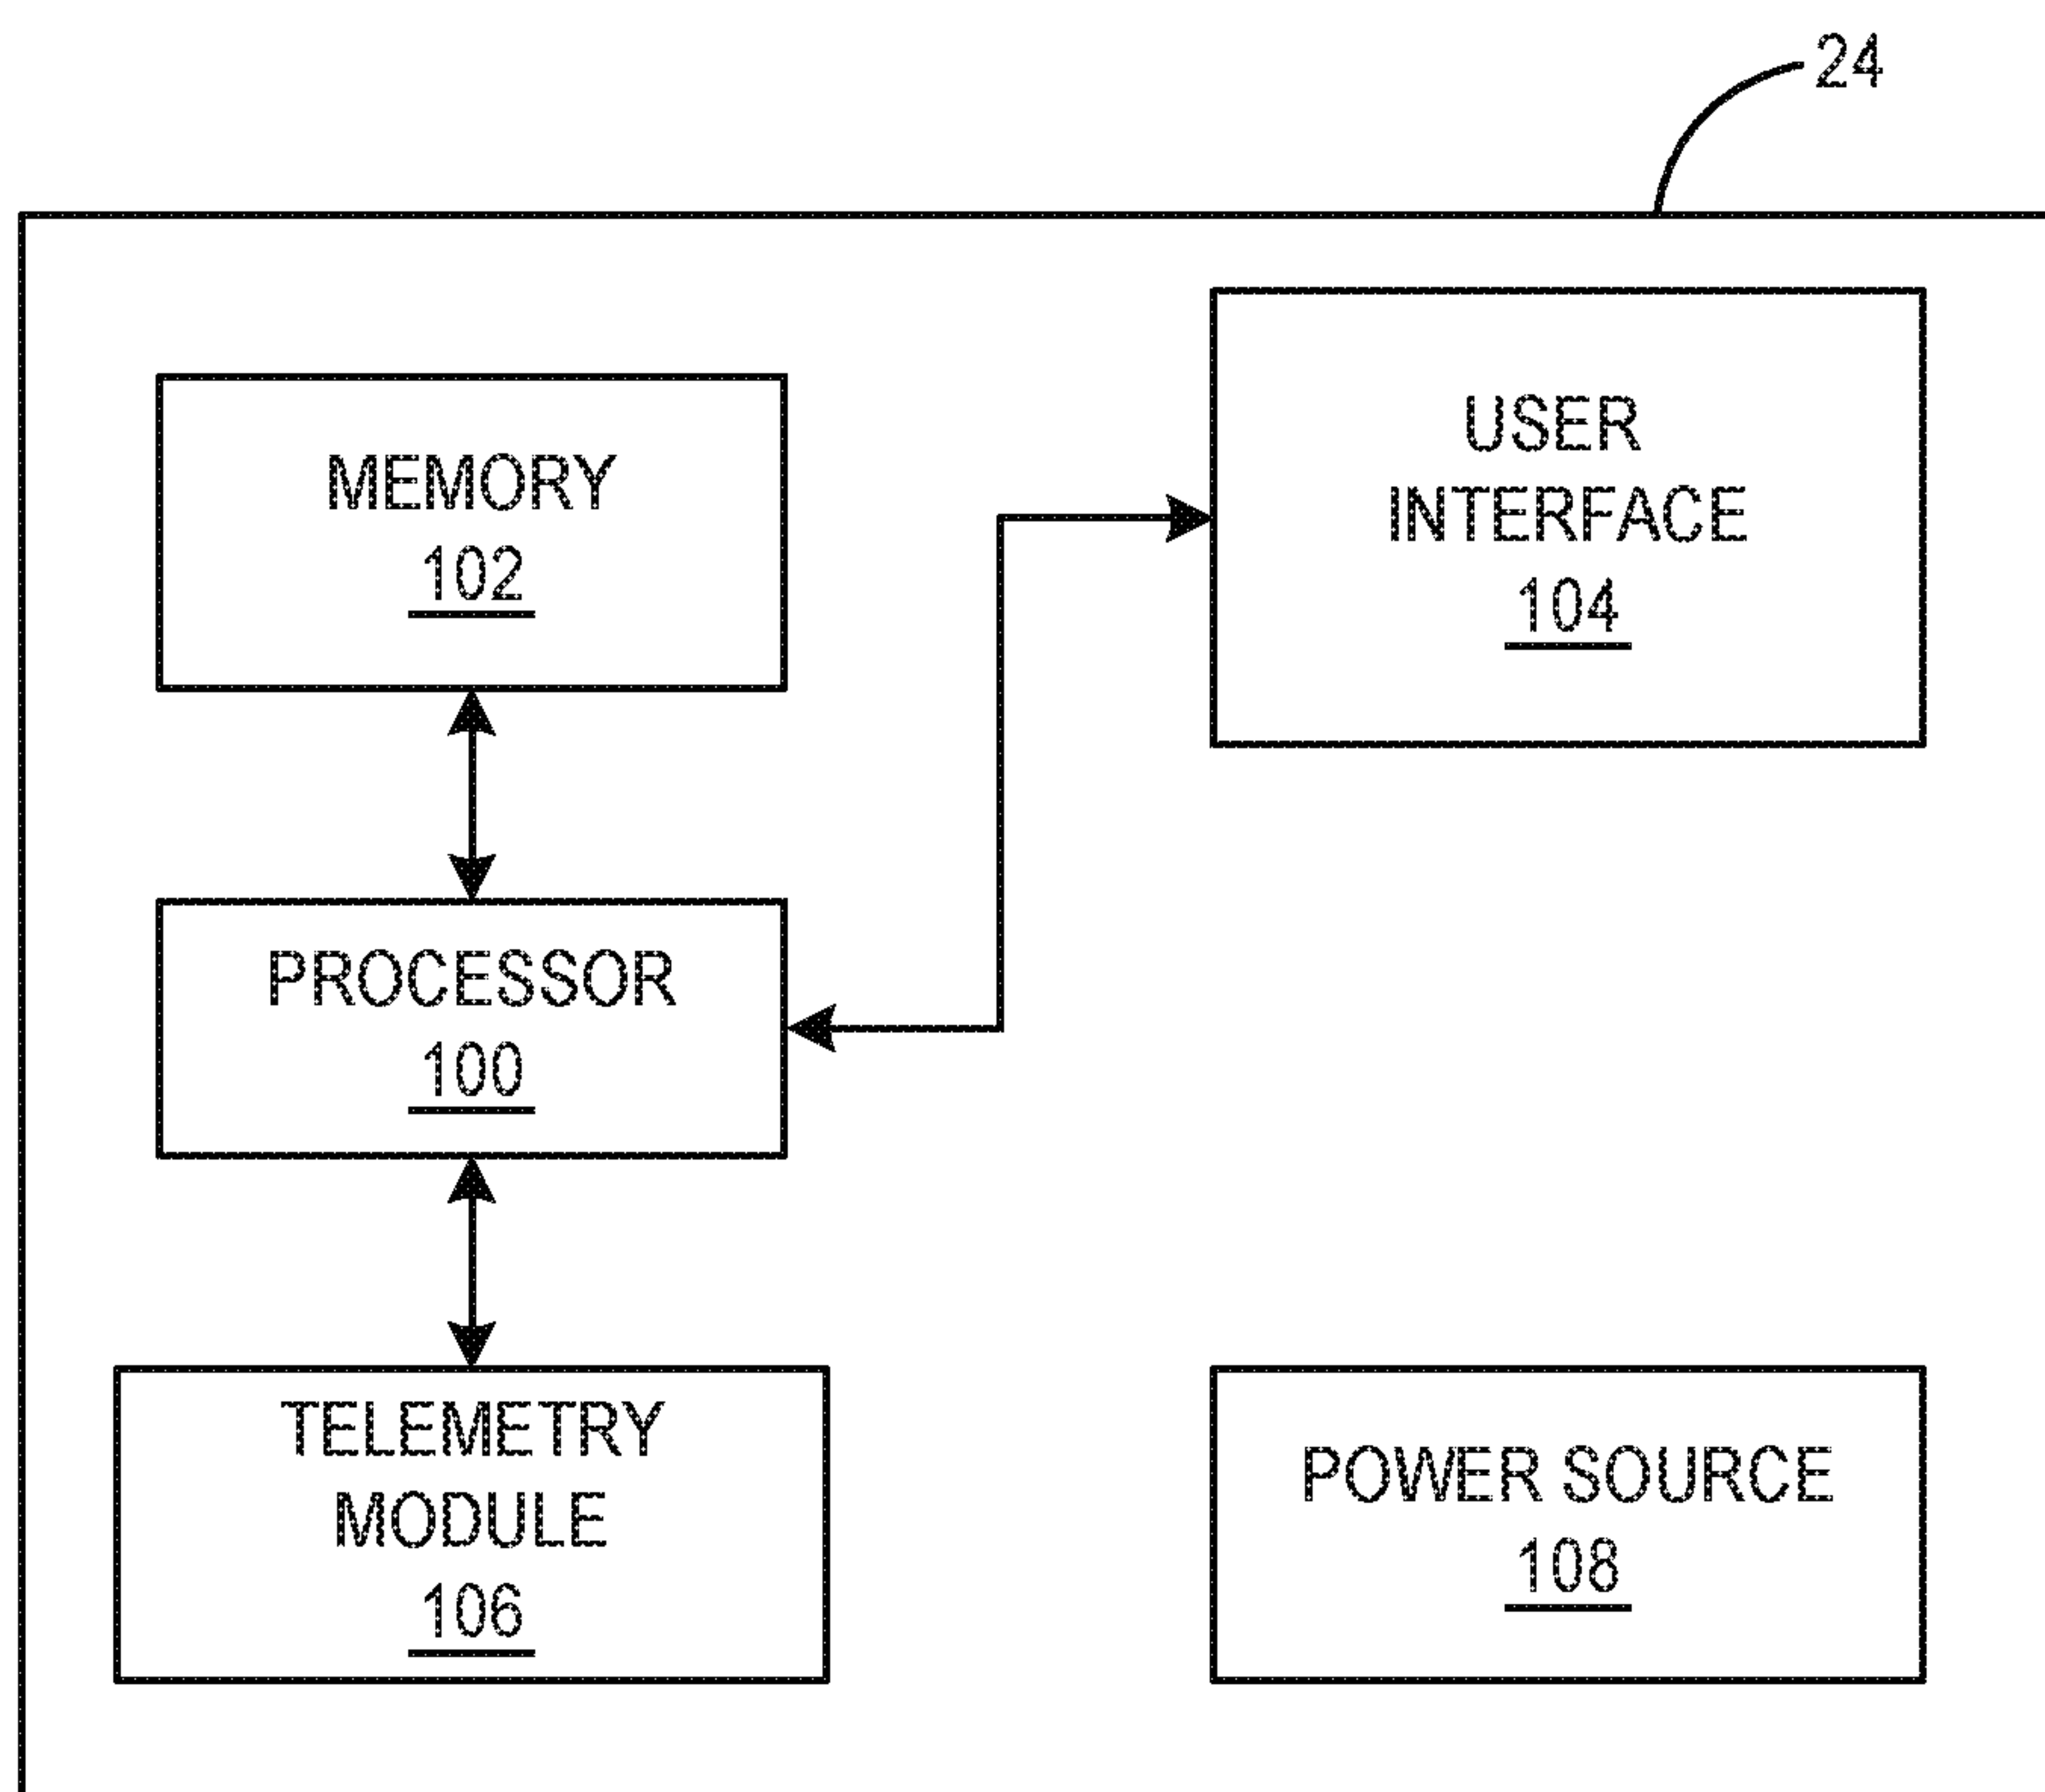 24
MEMORY
102
USER
INTERFACE
104
PROCESSOR
100
TELEMETRY
MODULE
106
POWER SOURCE
108